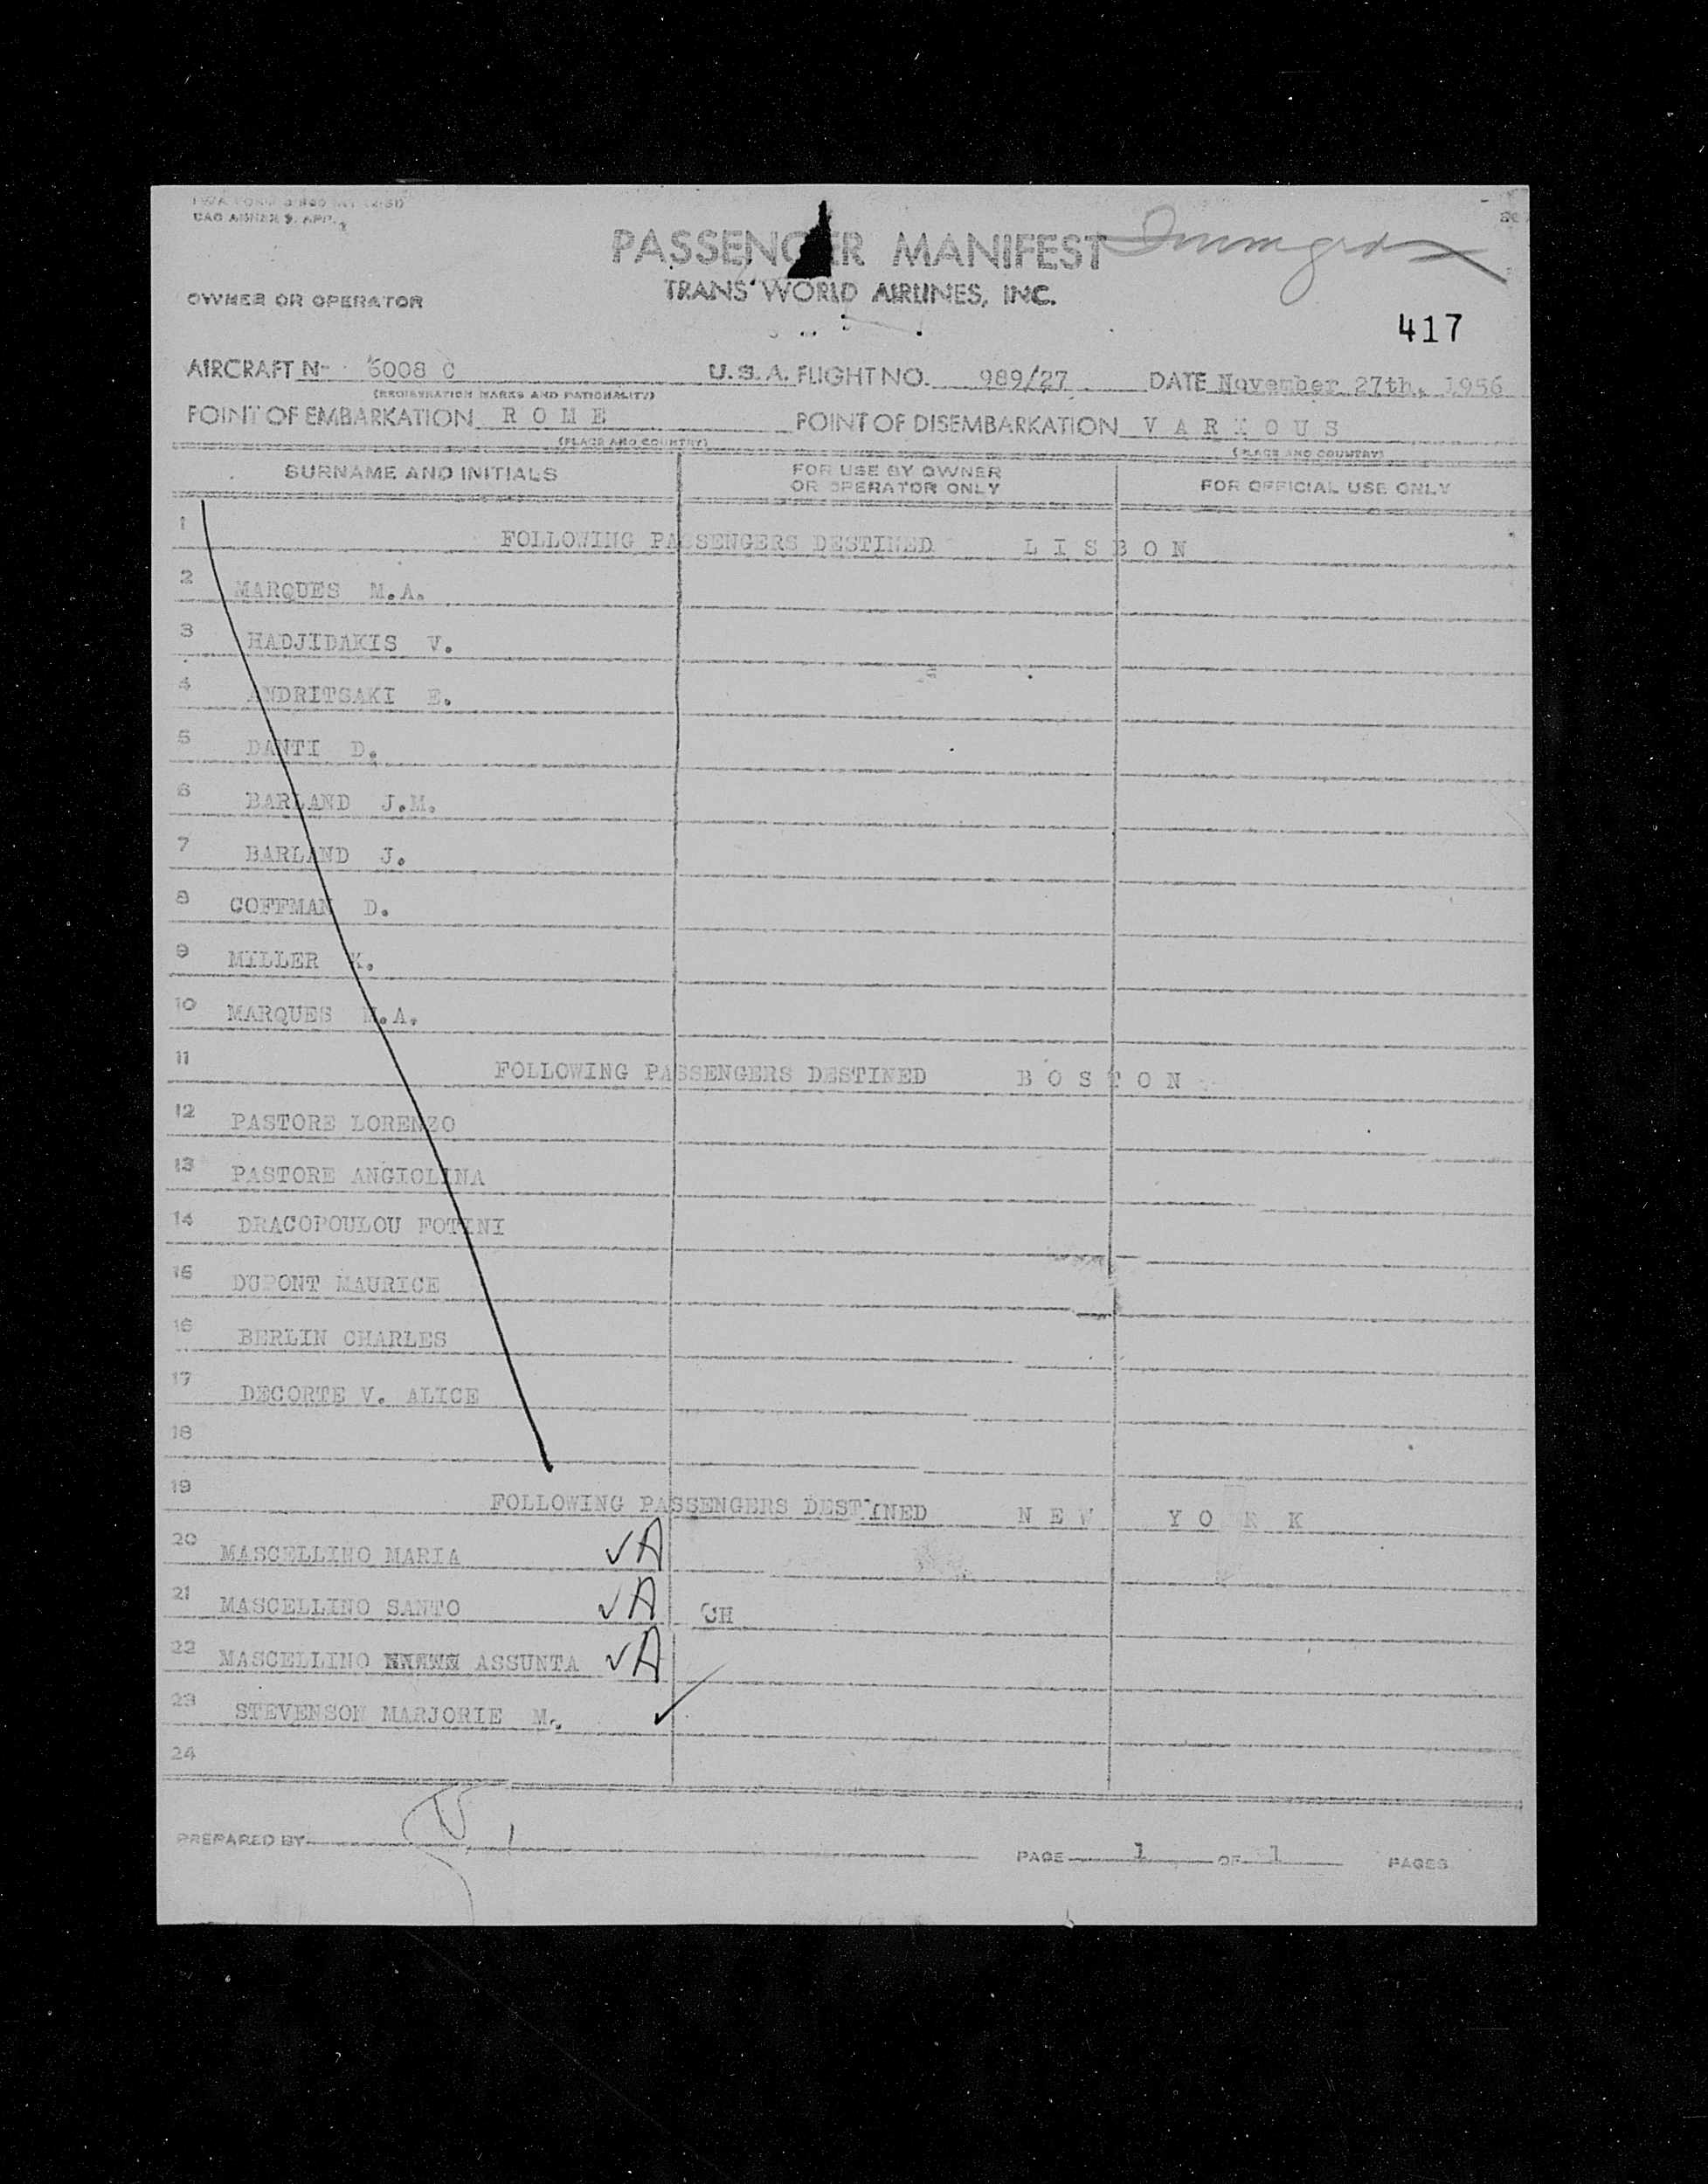 PASSENGER MANIFEST
TRANS WORLD AIRLINES, INC.
OWNER OR OPERATOR
417
AIRCRAFT N- 6008 C U.S.A. FLIGHT NO. 989/27 DATE November 27th, 1956
(REGISTRATION MARKS AND NATIONALITY)
POINT OF EMBARKATION R O M E POINT OF DISEMBARKATION V A R I O U S
(PLACE AND COUNTRY) (PLACE AND COUNTRY)
SURNAME AND INITIALS FOR USE BY OWNER OR OPERATOR ONLY FOR OFFICIAL USE ONLY
1 FOLLOWING PASSENGERS DESTINED L I S B O N
2 MARQUES M.A.
3 HADJIDAKIS V.
4 ANDRITSAKI E.
5 DANTI D.
6 BARLAND J.M.
7 BARLAND J.
8 COFFMAN D.
9 MILLER K.
10 MARQUES M.A.
11 FOLLOWING PASSENGERS DESTINED B O S T O N
12 PASTORE LORENZO
13 PASTORE ANGIOLINA
14 DRACOPOULOU FOTINI
15 DUPONT MAURICE
16 BERLIN CHARLES
17 DECORTE V. ALICE
18
19 FOLLOWING PASSENGERS DESTINED N E W Y O R K
20 MASCELLINO MARIA ✓A
21 MASCELLINO SANTO ✓A CH
22 MASCELLINO ASSUNTA ✓A
23 STEVENSON MARJORIE M. ✓
24
PREPARED BY PAGE 1 OF 1 PAGES